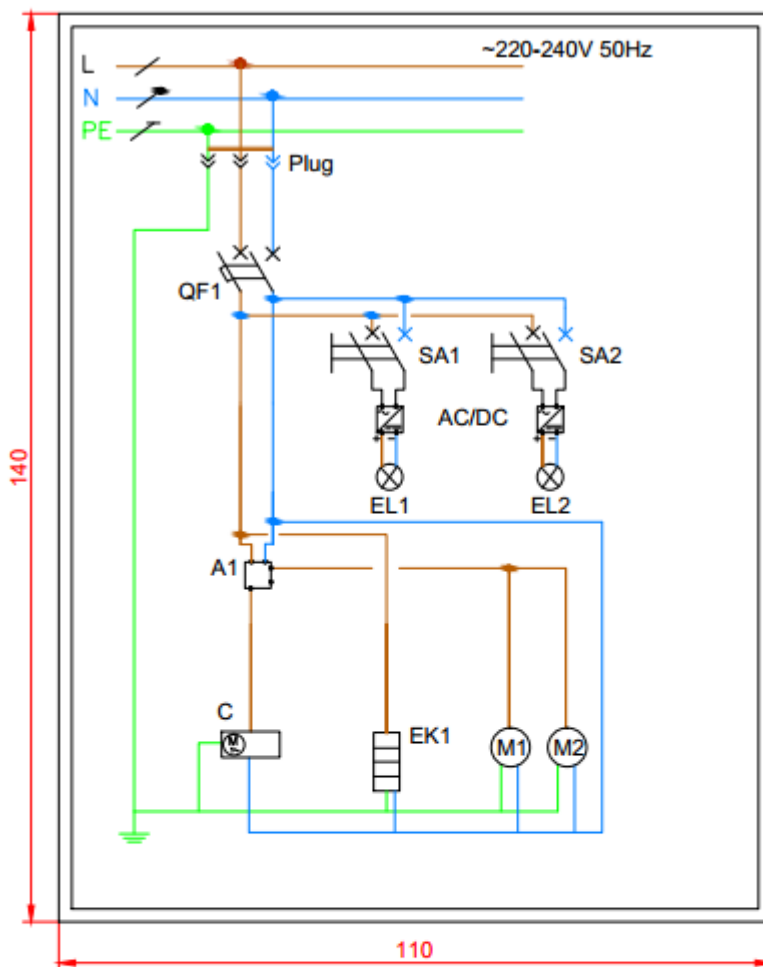 ~220-240V 50Hz
L
N
PE
Plug
QF1
SA1
SA2
AC/DC
+ −
+ −
EL1
EL2
140
A1
C
EK1
M
M1
M2
110